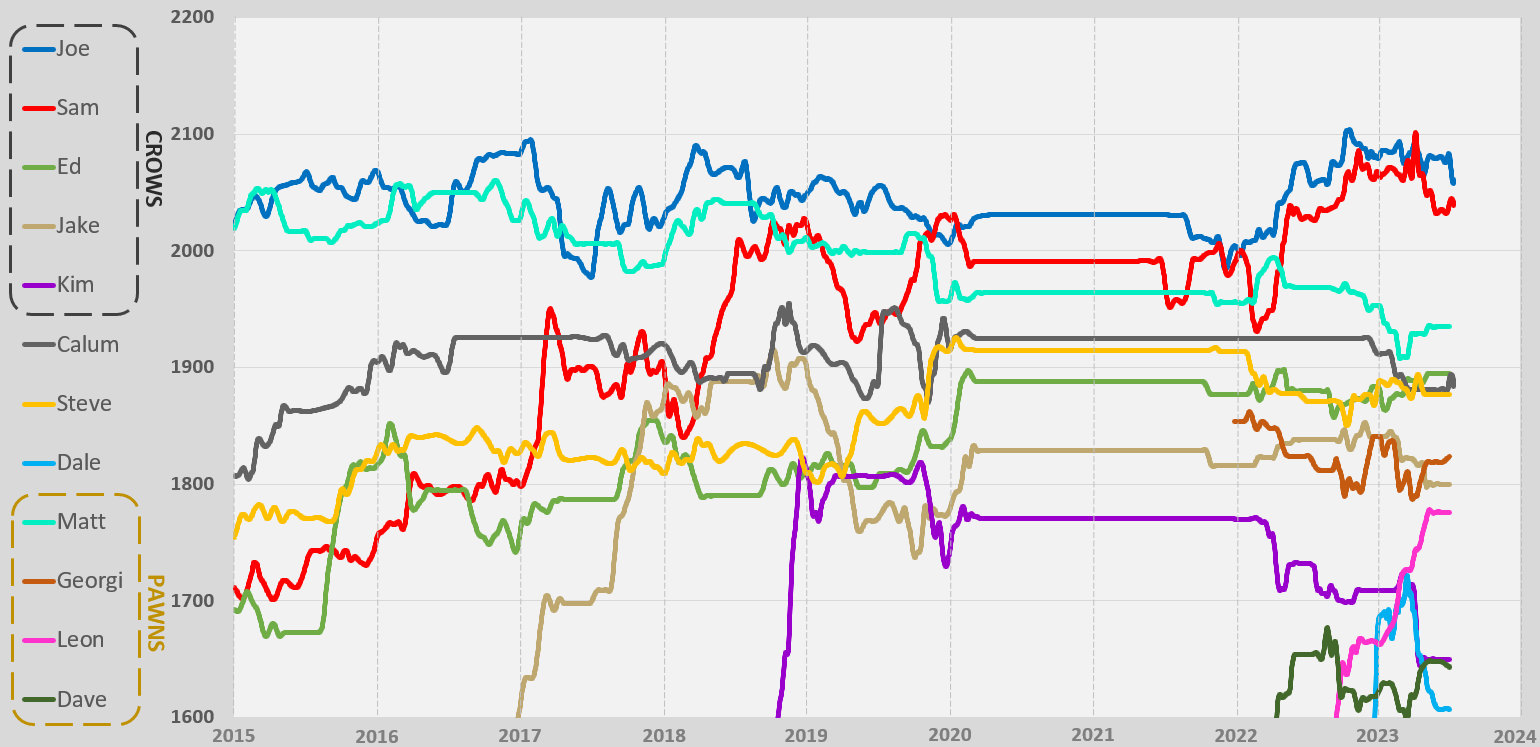 Joe
Sam
Ed
Jake
Kim
Calum
Steve
Dale
Matt
Georgi
Leon
Dave
CROWS
PAWNS
2200
2100
2000
1900
1800
1700
1600
2015 2016 2017 2018 2019 2020 2021 2022 2023 2024